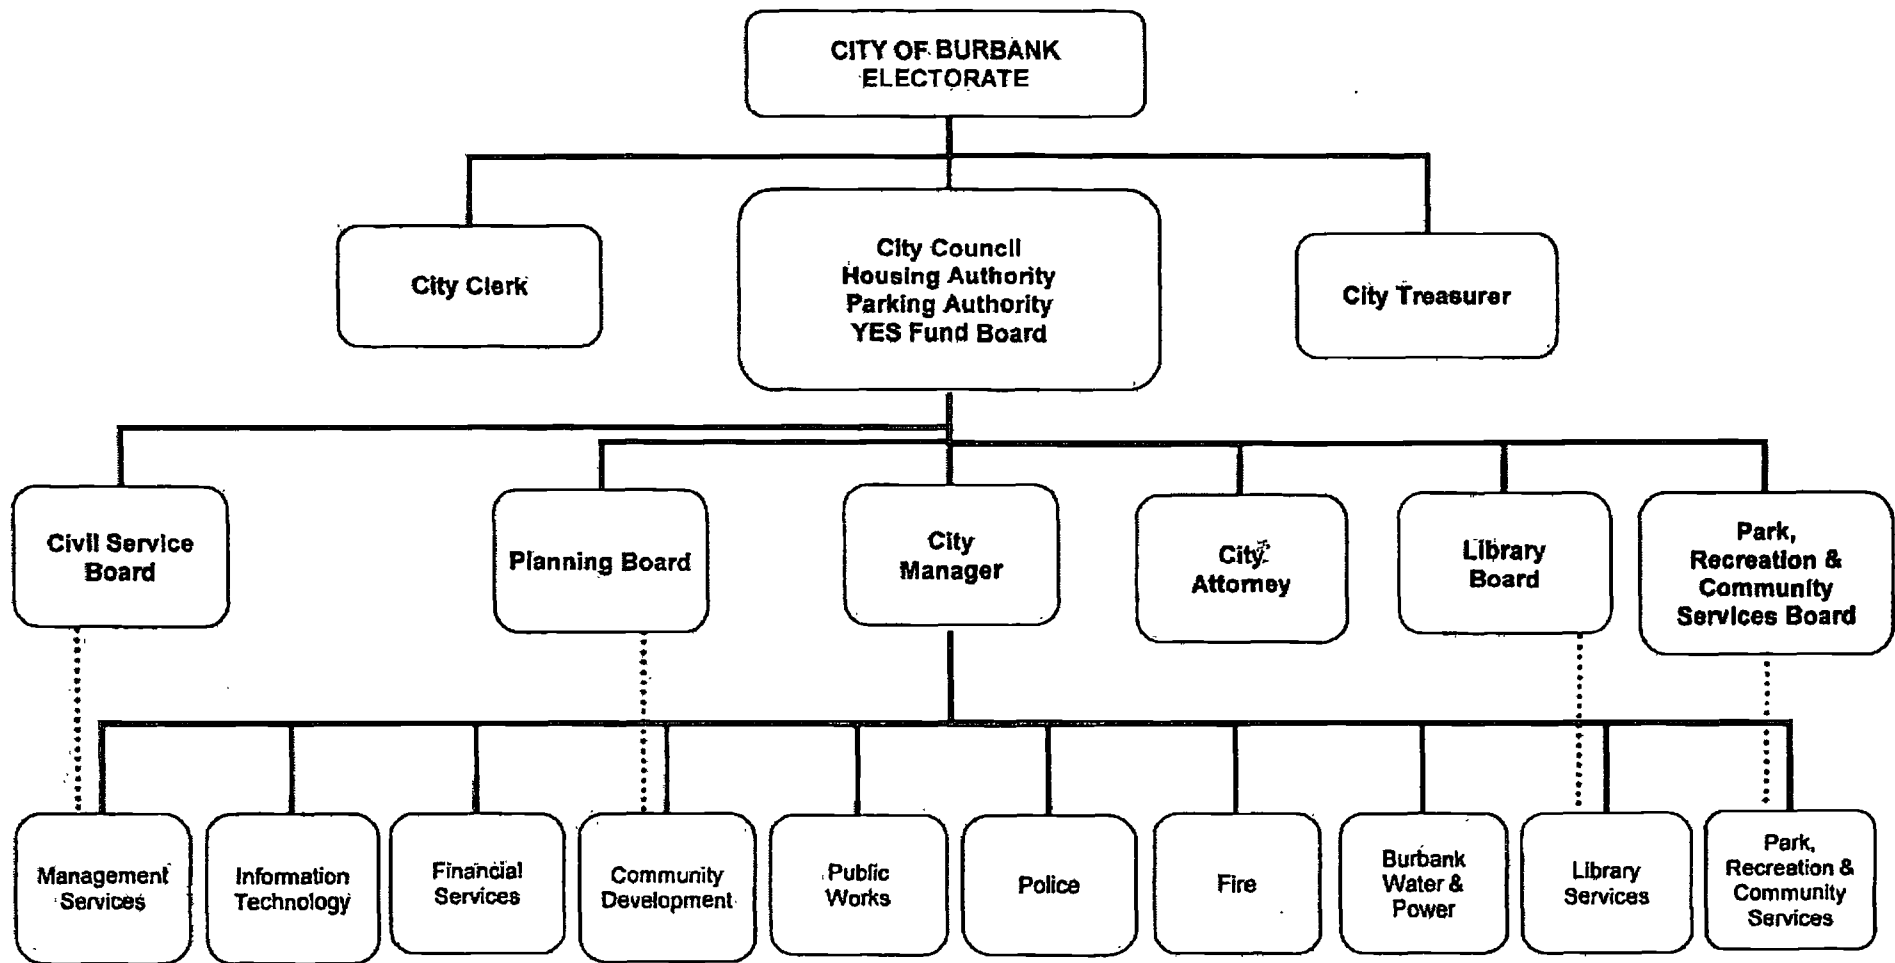 CITY OF BURBANK
ELECTORATE
City Clerk
City Council
Housing Authority
Parking Authority
YES Fund Board
City Treasurer
Civil Service
Board
Planning Board
City
Manager
City
Attorney
Library
Board
Park,
Recreation &
Community
Services Board
Management
Services
Information
Technology
Financial
Services
Community
Development
Public
Works
Police
Fire
Burbank
Water &
Power
Library
Services
Park,
Recreation &
Community
Services